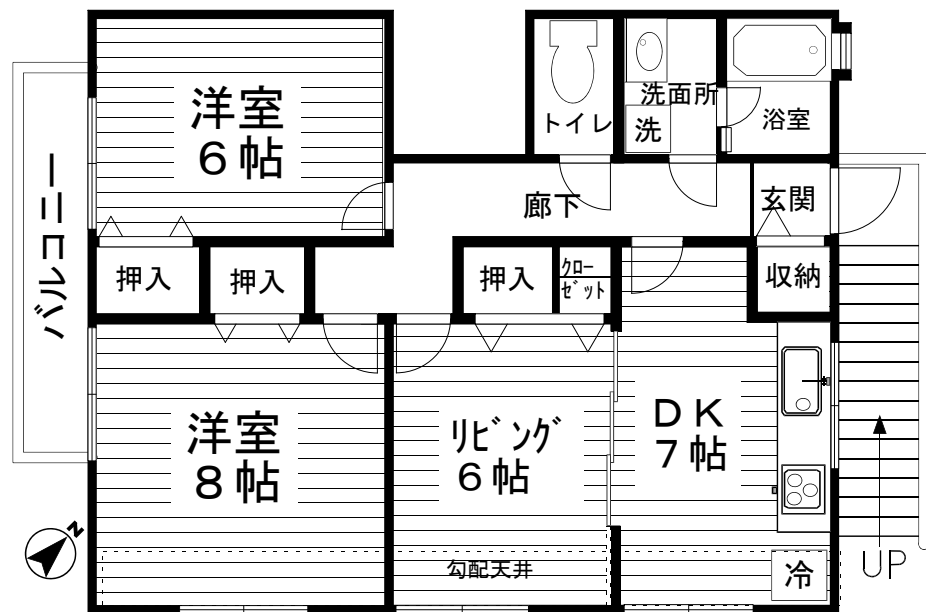 洋室
6帖
トイレ
洗面所
洗
浴室
バルコニー
廊下
玄関
押入
押入
押入
クロー
ゼット
収納
洋室
8帖
リビング
6帖
DK
7帖
勾配天井
冷
UP
N